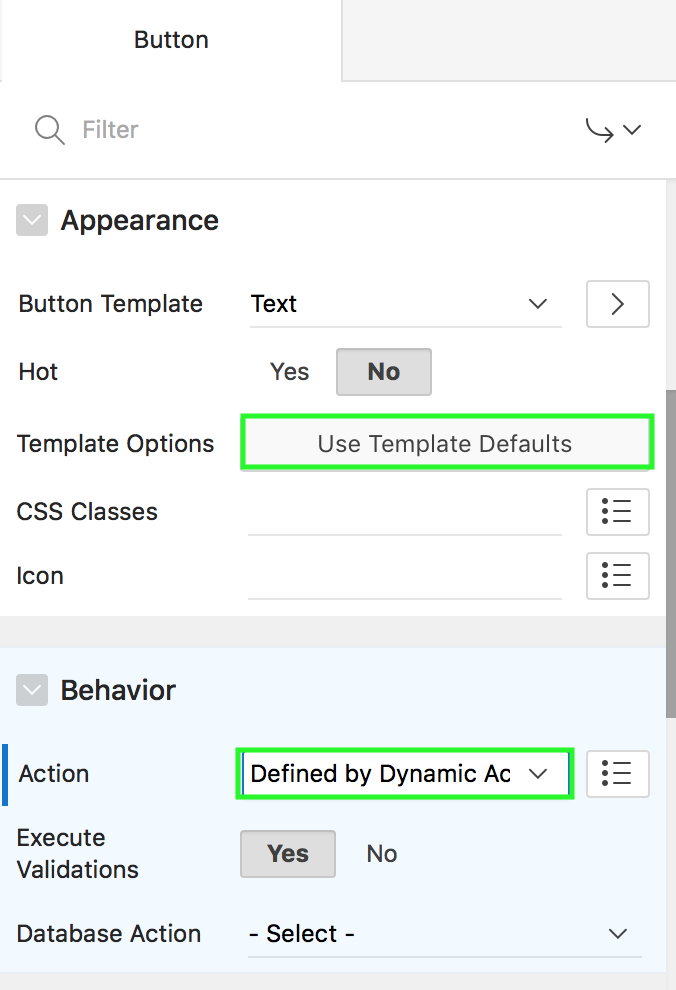 Button
Filter
Appearance
Button Template Text
Hot Yes No
Template Options Use Template Defaults
CSS Classes
Icon
Behavior
Action Defined by Dynamic Ac
Execute
Validations Yes No
Database Action - Select -